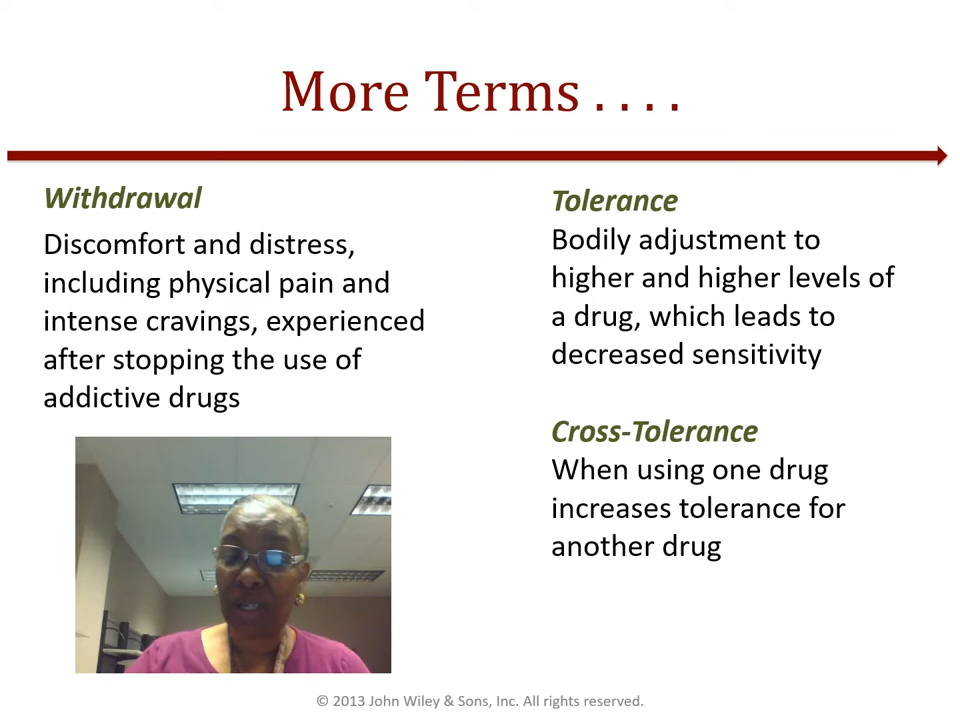 More Terms . . . .
Withdrawal
Discomfort and distress,
including physical pain and
intense cravings, experienced
after stopping the use of
addictive drugs
Tolerance
Bodily adjustment to
higher and higher levels of
a drug, which leads to
decreased sensitivity
Cross-Tolerance
When using one drug
increases tolerance for
another drug
© 2013 John Wiley & Sons, Inc. All rights reserved.